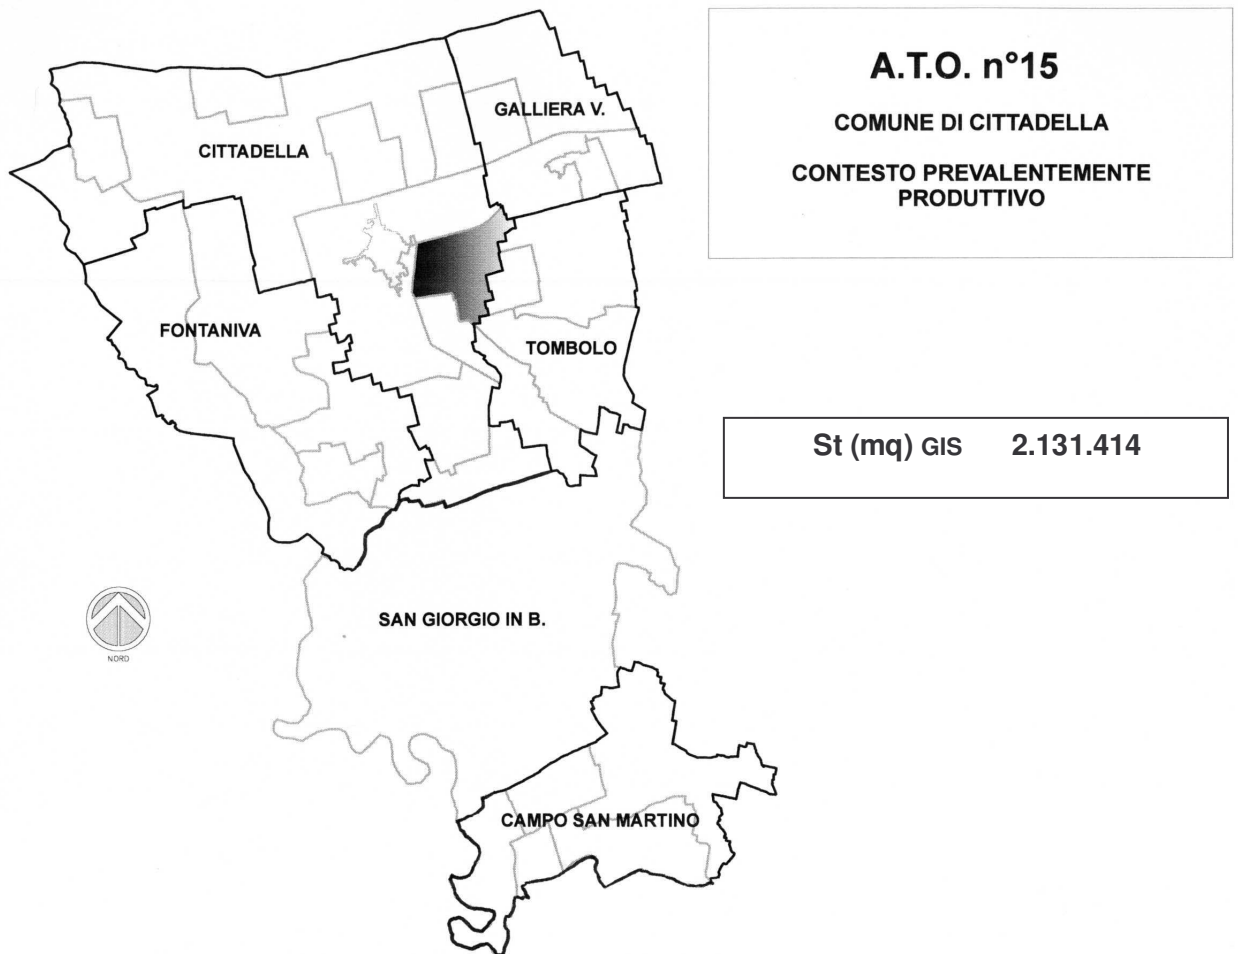 A.T.O. n°15
COMUNE DI CITTADELLA
CONTESTO PREVALENTEMENTE
PRODUTTIVO
GALLIERA V.
CITTADELLA
FONTANIVA
TOMBOLO
St (mq) GIS 2.131.414
SAN GIORGIO IN B.
NORD
CAMPO SAN MARTINO